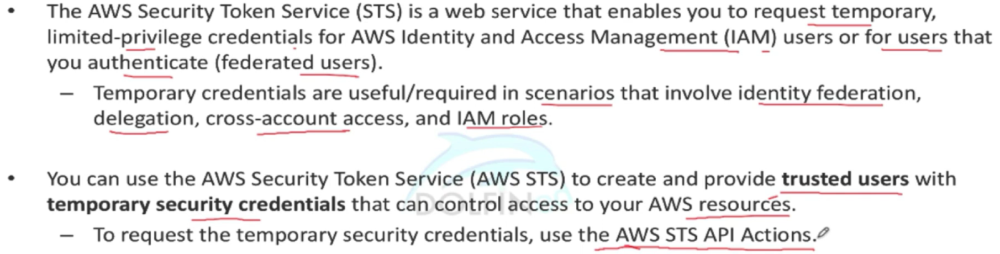 • The AWS Security Token Service (STS) is a web service that enables you to request temporary,
limited-privilege credentials for AWS Identity and Access Management (IAM) users or for users that
you authenticate (federated users).
– Temporary credentials are useful/required in scenarios that involve identity federation,
delegation, cross-account access, and IAM roles.
• You can use the AWS Security Token Service (AWS STS) to create and provide trusted users with
temporary security credentials that can control access to your AWS resources.
DOLFIN
– To request the temporary security credentials, use the AWS STS API Actions.